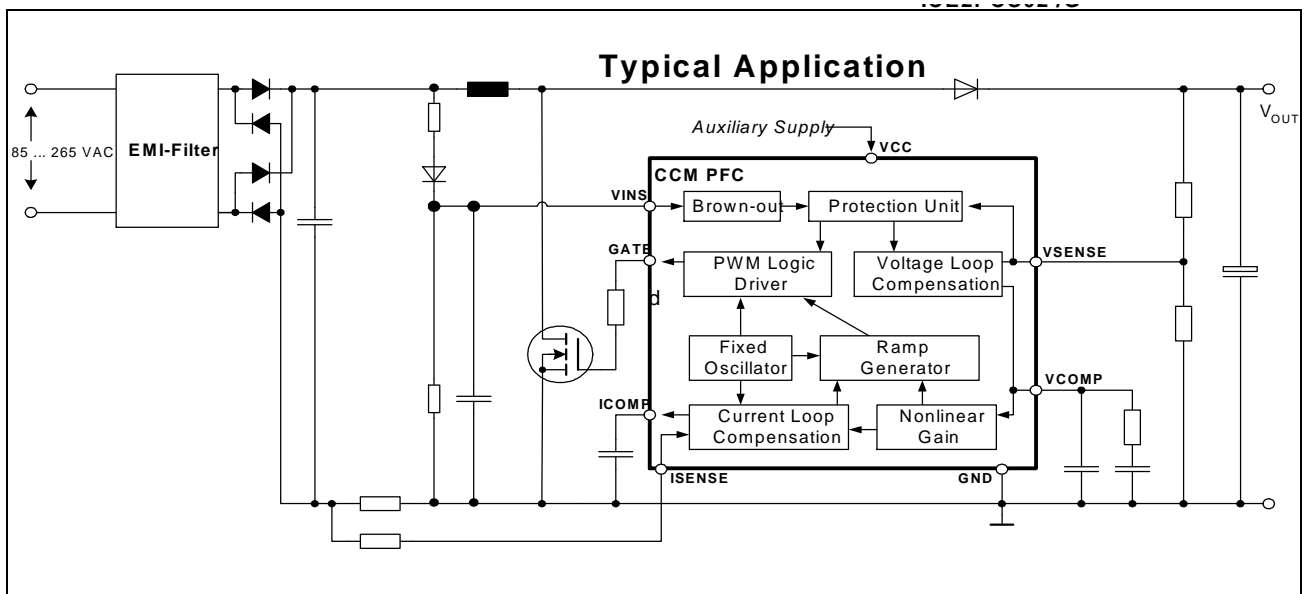 Typical Application
Auxiliary Supply
VCC
V OUT
85 ... 265 VAC
EMI-Filter
CCM PFC
VINS
Brown-out
Protection Unit
GATE
PWM Logic
Driver
d
Voltage Loop
Compensation
VSENSE
Fixed
Oscillator
Ramp
Generator
VCOMP
ICOMP
Current Loop
Compensation
Nonlinear
Gain
ISENSE
GND